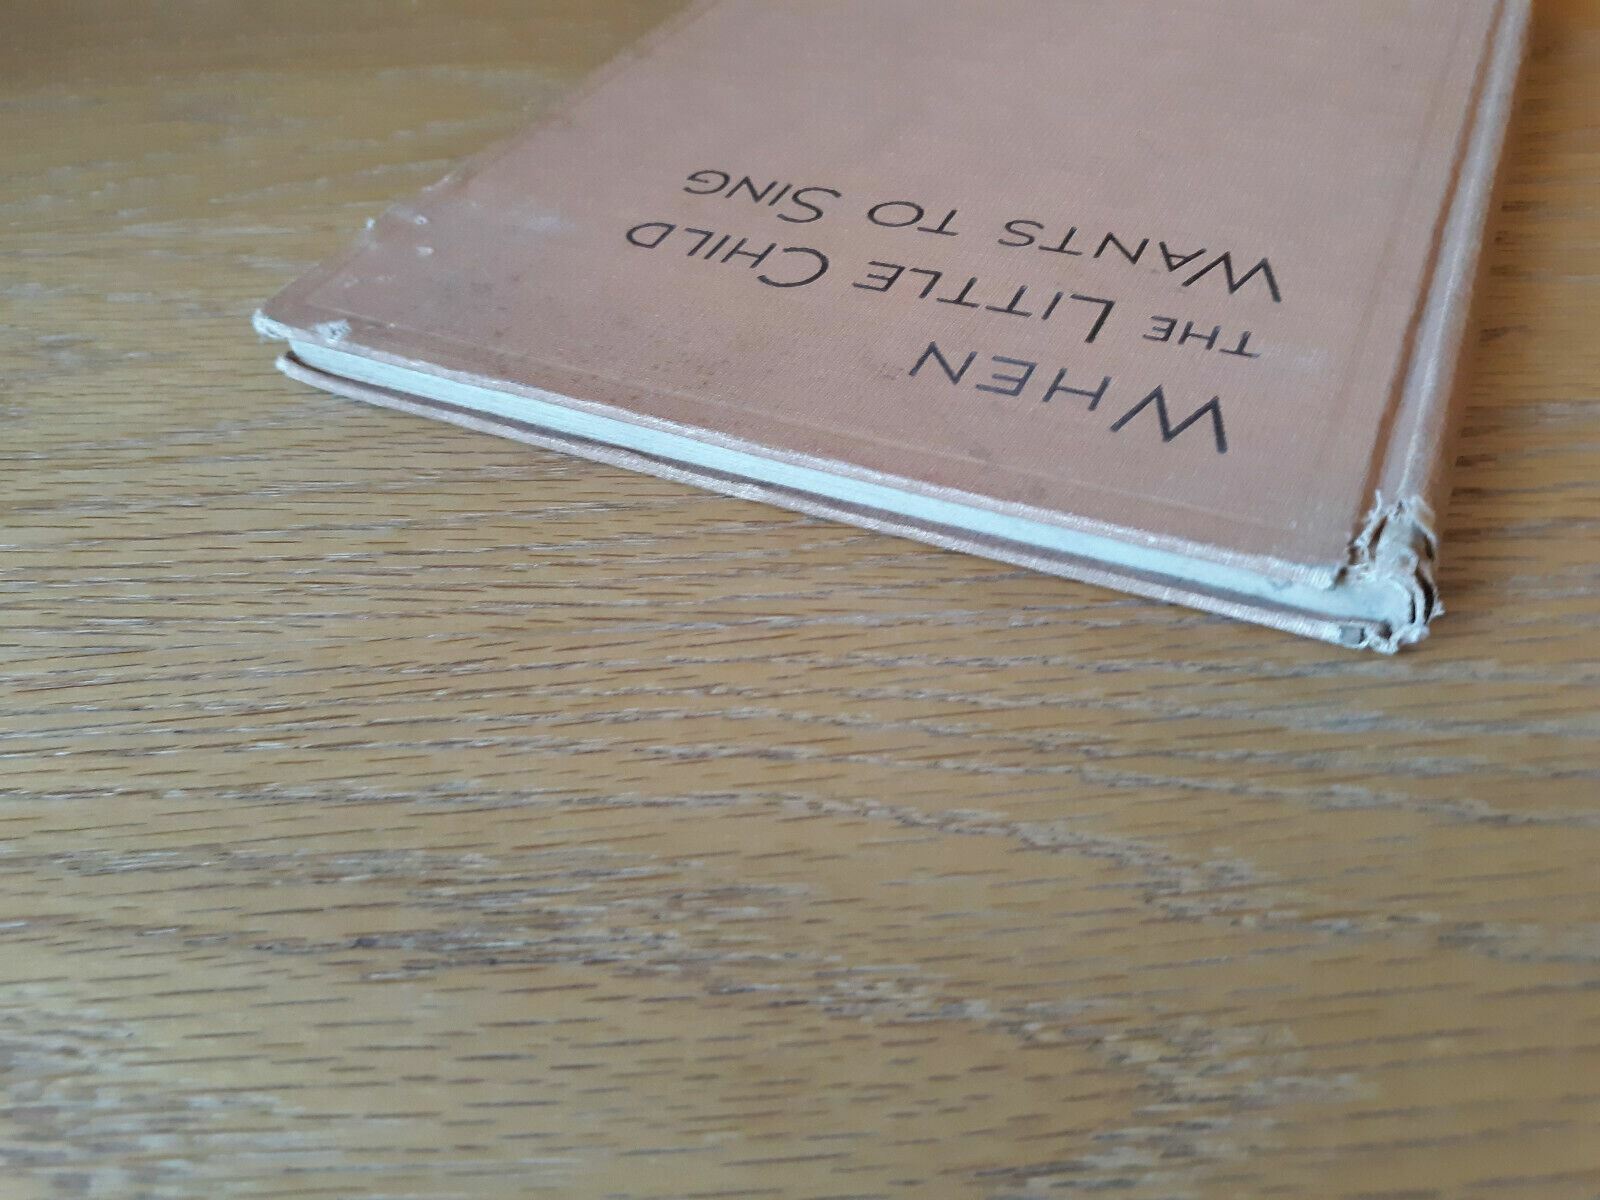 When
the Little Child
Wants to Sing